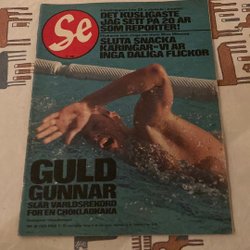 Se
DET KUSLIGASTE
JAG SETT PÅ 20 ÅR
SOM REPORTER!
SLUTA SNACKA
KÄRINGAR-VI ÄR
INGA DÅLIGA FLICKOR
GULD
GUNNAR
SLÅR VÄRLDSREKORD
FÖR EN CHOKLADKAKA